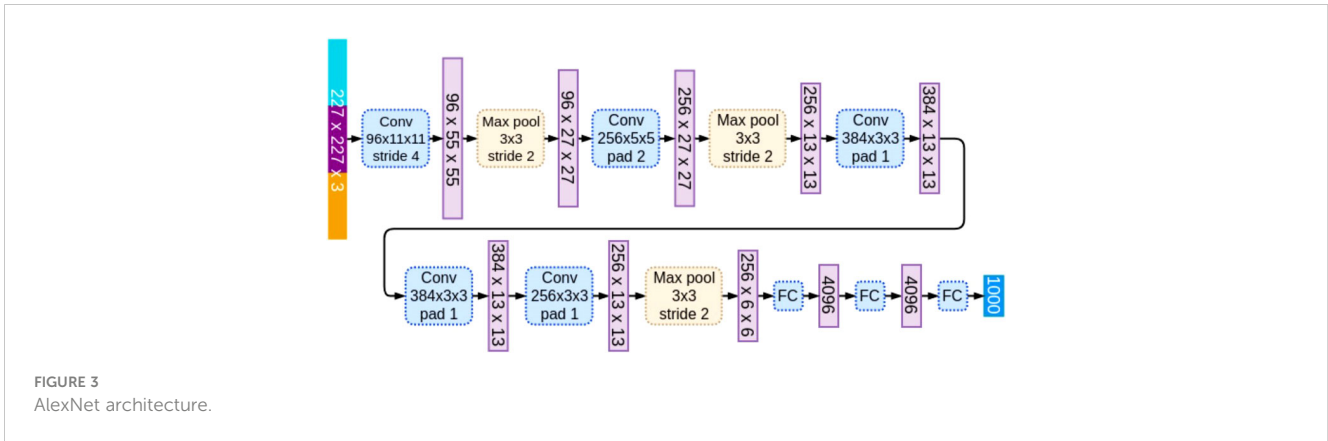 227 x 227 x 3
Conv
96x11x11
stride 4
96 x 55 x 55
Max pool
3x3
stride 2
96 x 27 x 27
Conv
256x5x5
pad 2
256 x 27 x 27
Max pool
3x3
stride 2
256 x 13 x 13
Conv
384x3x3
pad 1
384 x 13 x 13
Conv
384x3x3
pad 1
384 x 13 x 13
Conv
256x3x3
pad 1
256 x 13 x 13
Max pool
3x3
stride 2
256 x 6 x 6
FC
4096
FC
4096
FC
1000
FIGURE 3
AlexNet architecture.